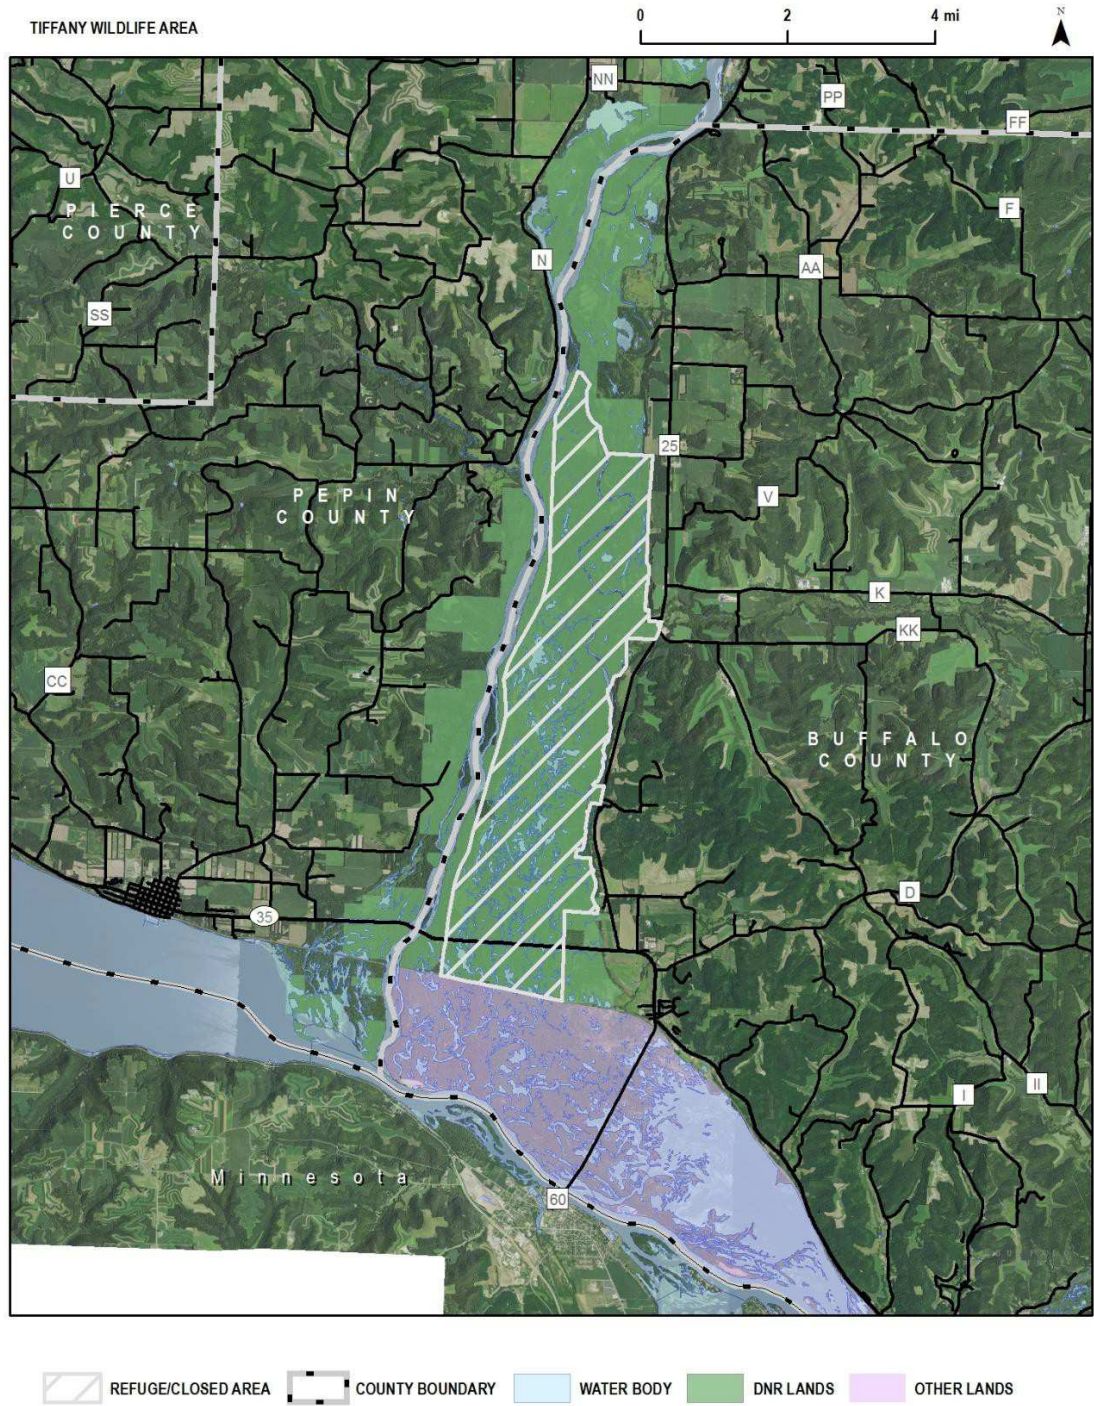 TIFFANY WILDLIFE AREA
0 2 4 mi
N
NN
PP
FF
U
PIERCE
COUNTY
F
N
AA
SS
25
PEPIN
COUNTY
V
K
KK
CC
BUFFALO
COUNTY
D
35
II
I
Minnesota
60
REFUGE/CLOSED AREA
COUNTY BOUNDARY
WATER BODY
DNR LANDS
OTHER LANDS